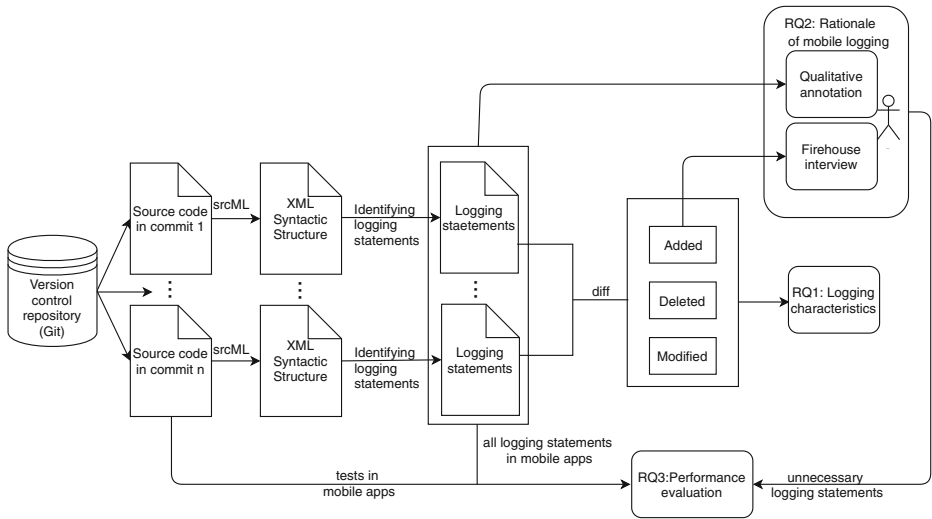 RQ2: Rationale
of mobile logging
Qualitative
annotation
Firehouse
interview
Source code
in commit 1
srcML
XML
Syntactic
Structure
Identifying
logging
statements
Logging
staetements
Added
Version
control
repository
(Git)
diff
Deleted
RQ1: Logging
characteristics
Source code
in commit n
srcML
XML
Syntactic
Structure
Identifying
logging
statements
Logging
statements
Modified
all logging statements
in mobile apps
tests in
mobile apps
RQ3:Performance
evaluation
unnecessary
logging statements